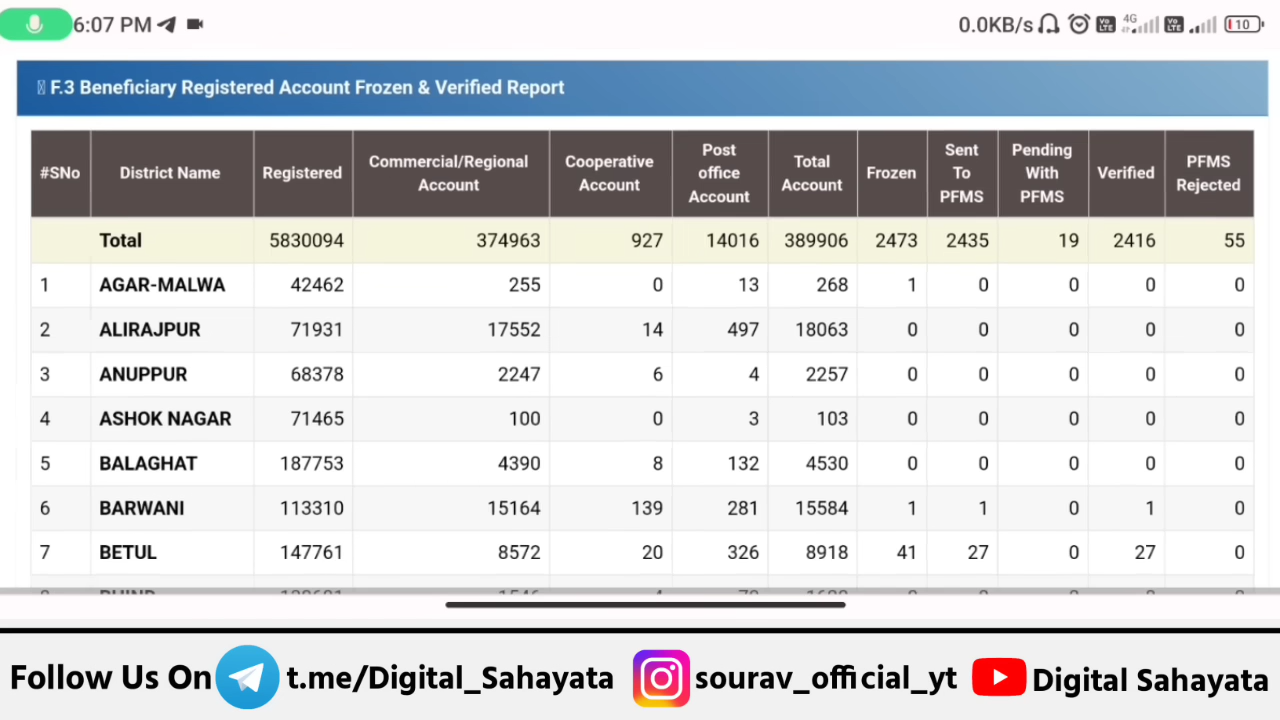 6:07 PM 0.0KB/s Vo LTE 4G Vo LTE 10
F.3 Beneficiary Registered Account Frozen & Verified Report
#SNo District Name Registered Commercial/Regional Account Cooperative Account Post office Account Total Account Frozen Sent To PFMS Pending With PFMS Verified PFMS Rejected
Total 5830094 374963 927 14016 389906 2473 2435 19 2416 55
1 AGAR-MALWA 42462 255 0 13 268 1 0 0 0 0
2 ALIRAJPUR 71931 17552 14 497 18063 0 0 0 0 0
3 ANUPPUR 68378 2247 6 4 2257 0 0 0 0 0
4 ASHOK NAGAR 71465 100 0 3 103 0 0 0 0 0
5 BALAGHAT 187753 4390 8 132 4530 0 0 0 0 0
6 BARWANI 113310 15164 139 281 15584 1 1 0 1 0
7 BETUL 147761 8572 20 326 8918 41 27 0 27 0
Follow Us On t.me/Digital_Sahayata sourav_official_yt Digital Sahayata